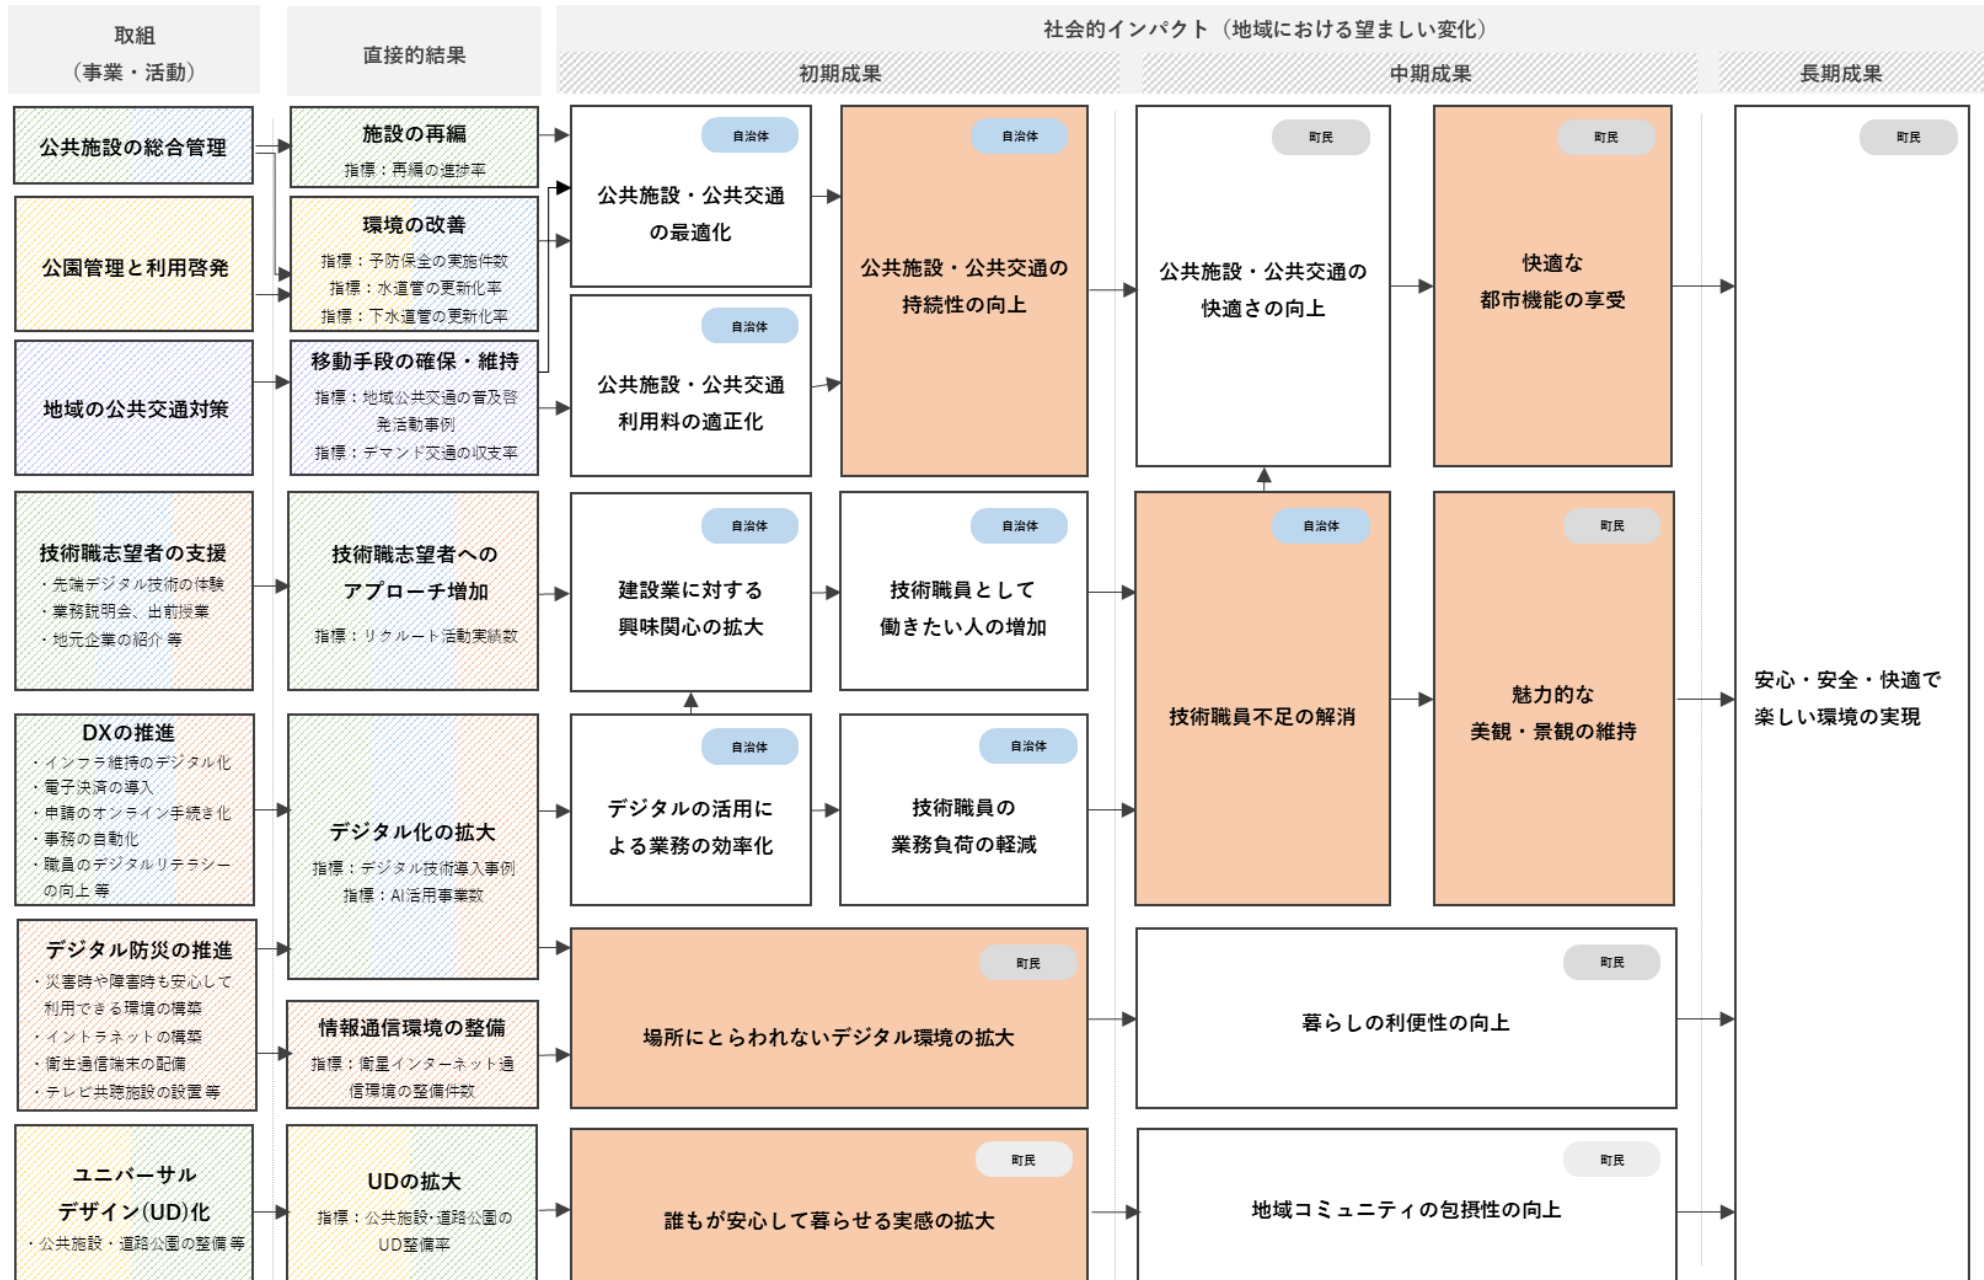 取組
（事業・活動）
直接的結果
社会的インパクト（地域における望ましい変化）
初期成果
中期成果
長期成果
公共施設の総合管理
施設の再編
指標：再編の進捗率
公園管理と利用啓発
環境の改善
指標：予防保全の実施件数
指標：水道管の更新化率
指標：下水道管の更新化率
地域の公共交通対策
移動手段の確保・維持
指標：地域公共交通の普及啓
発活動事例
指標：デマンド交通の収支率
自治体
公共施設・公共交通
の最適化
自治体
公共施設・公共交通
利用料の適正化
自治体
公共施設・公共交通の
持続性の向上
町民
公共施設・公共交通の
快適さの向上
町民
快適な
都市機能の享受
町民
安心・安全・快適で
楽しい環境の実現
技術職志望者の支援
・先端デジタル技術の体験
・業務説明会、出前授業
・地元企業の紹介 等
技術職志望者への
アプローチ増加
指標：リクルート活動実績数
自治体
建設業に対する
興味関心の拡大
自治体
技術職員として
働きたい人の増加
自治体
技術職員不足の解消
町民
魅力的な
美観・景観の維持
DXの推進
・インフラ維持のデジタル化
・電子決済の導入
・申請のオンライン手続き化
・事務の自動化
・職員のデジタルリテラシー
の向上 等
デジタル化の拡大
指標：デジタル技術導入事例
指標：AI活用事業数
自治体
デジタルの活用に
よる業務の効率化
自治体
技術職員の
業務負荷の軽減
デジタル防災の推進
・災害時や障害時も安心して
利用できる環境の構築
・イントラネットの構築
・衛生通信端末の配備
・テレビ共聴施設の設置 等
情報通信環境の整備
指標：衛星インターネット通
信環境の整備件数
町民
場所にとらわれないデジタル環境の拡大
町民
暮らしの利便性の向上
ユニバーサル
デザイン(UD)化
・公共施設・道路公園の整備 等
UDの拡大
指標：公共施設・道路公園の
UD整備率
町民
誰もが安心して暮らせる実感の拡大
町民
地域コミュニティの包摂性の向上